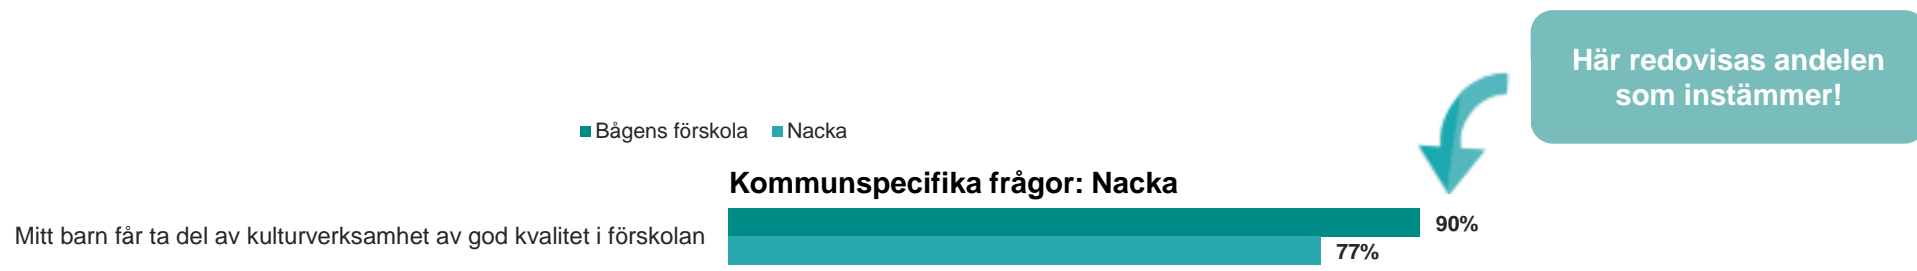 Här redovisas andelen
som instämmer!
Bågens förskola Nacka
Kommunspecifika frågor: Nacka
Mitt barn får ta del av kulturverksamhet av god kvalitet i förskolan
90%
77%